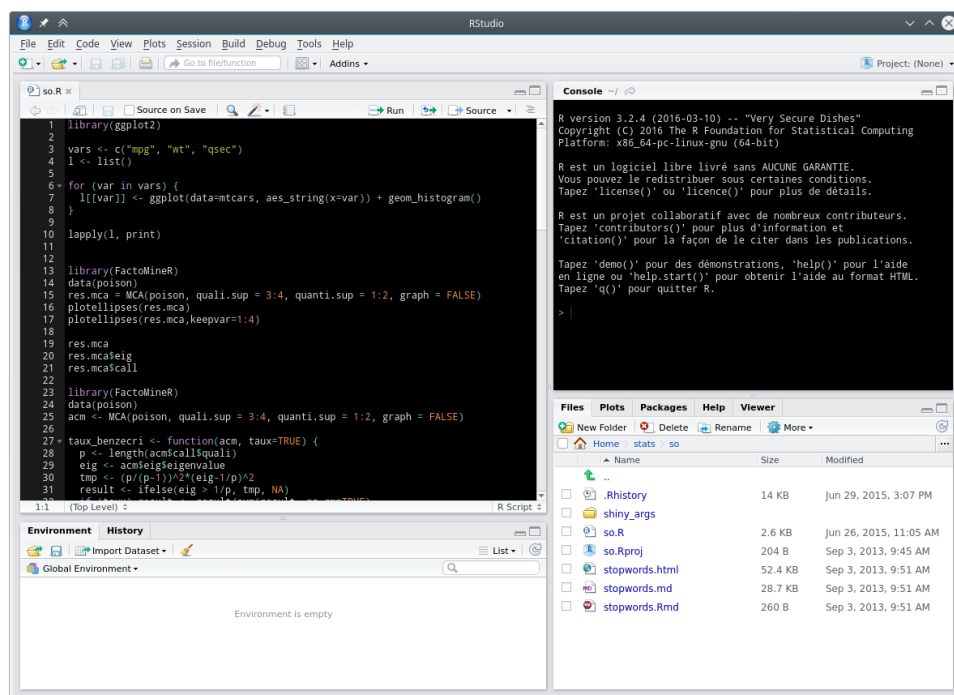 RStudio
File Edit Code View Plots Session Build Debug Tools Help
Go to file/function Addins Project: (None)
so.R
Source on Save Run Source
1 library(ggplot2)
2
3 vars <- c("mpg", "wt", "qsec")
4 l <- list()
5
6 for (var in vars) {
7 l[[var]] <- ggplot(data=mtcars, aes_string(x=var)) + geom_histogram()
8 }
9
10 lapply(l, print)
11
12
13 library(FactoMineR)
14 data(poison)
15 res.mca = MCA(poison, quali.sup = 3:4, quanti.sup = 1:2, graph = FALSE)
16 plotellipses(res.mca)
17 plotellipses(res.mca,keepvar=1:4)
18
19 res.mca
20 res.mca$eig
21 res.mca$call
22
23 library(FactoMineR)
24 data(poison)
25 acm <- MCA(poison, quali.sup = 3:4, quanti.sup = 1:2, graph = FALSE)
26
27 taux_benzecri <- function(acm, taux=TRUE) {
28 p <- length(acm$call$quali)
29 eig <- acm$eig$eigenvalue
30 tmp <- (p/(p-1))^2*(eig-1/p)^2
31 result <- ifelse(eig > 1/p, tmp, NA)
1:1 (Top Level) R Script
Environment History
Import Dataset List
Global Environment
Environment is empty
Console ~/
R version 3.2.4 (2016-03-10) -- "Very Secure Dishes"
Copyright (C) 2016 The R Foundation for Statistical Computing
Platform: x86_64-pc-linux-gnu (64-bit)
R est un logiciel libre livré sans AUCUNE GARANTIE.
Vous pouvez le redistribuer sous certaines conditions.
Tapez 'license()' ou 'licence()' pour plus de détails.
R est un projet collaboratif avec de nombreux contributeurs.
Tapez 'contributors()' pour plus d'information et
'citation()' pour la façon de le citer dans les publications.
Tapez 'demo()' pour des démonstrations, 'help()' pour l'aide
en ligne ou 'help.start()' pour obtenir l'aide au format HTML.
Tapez 'q()' pour quitter R.
>
Files Plots Packages Help Viewer
New Folder Delete Rename More
Home stats so ...
Name Size Modified
..
.Rhistory 14 KB Jun 29, 2015, 3:07 PM
shiny_args
so.R 2.6 KB Jun 26, 2015, 11:05 AM
so.Rproj 204 B Sep 3, 2013, 9:45 AM
stopwords.html 52.4 KB Sep 3, 2013, 9:51 AM
stopwords.md 28.7 KB Sep 3, 2013, 9:51 AM
stopwords.Rmd 260 B Sep 3, 2013, 9:51 AM